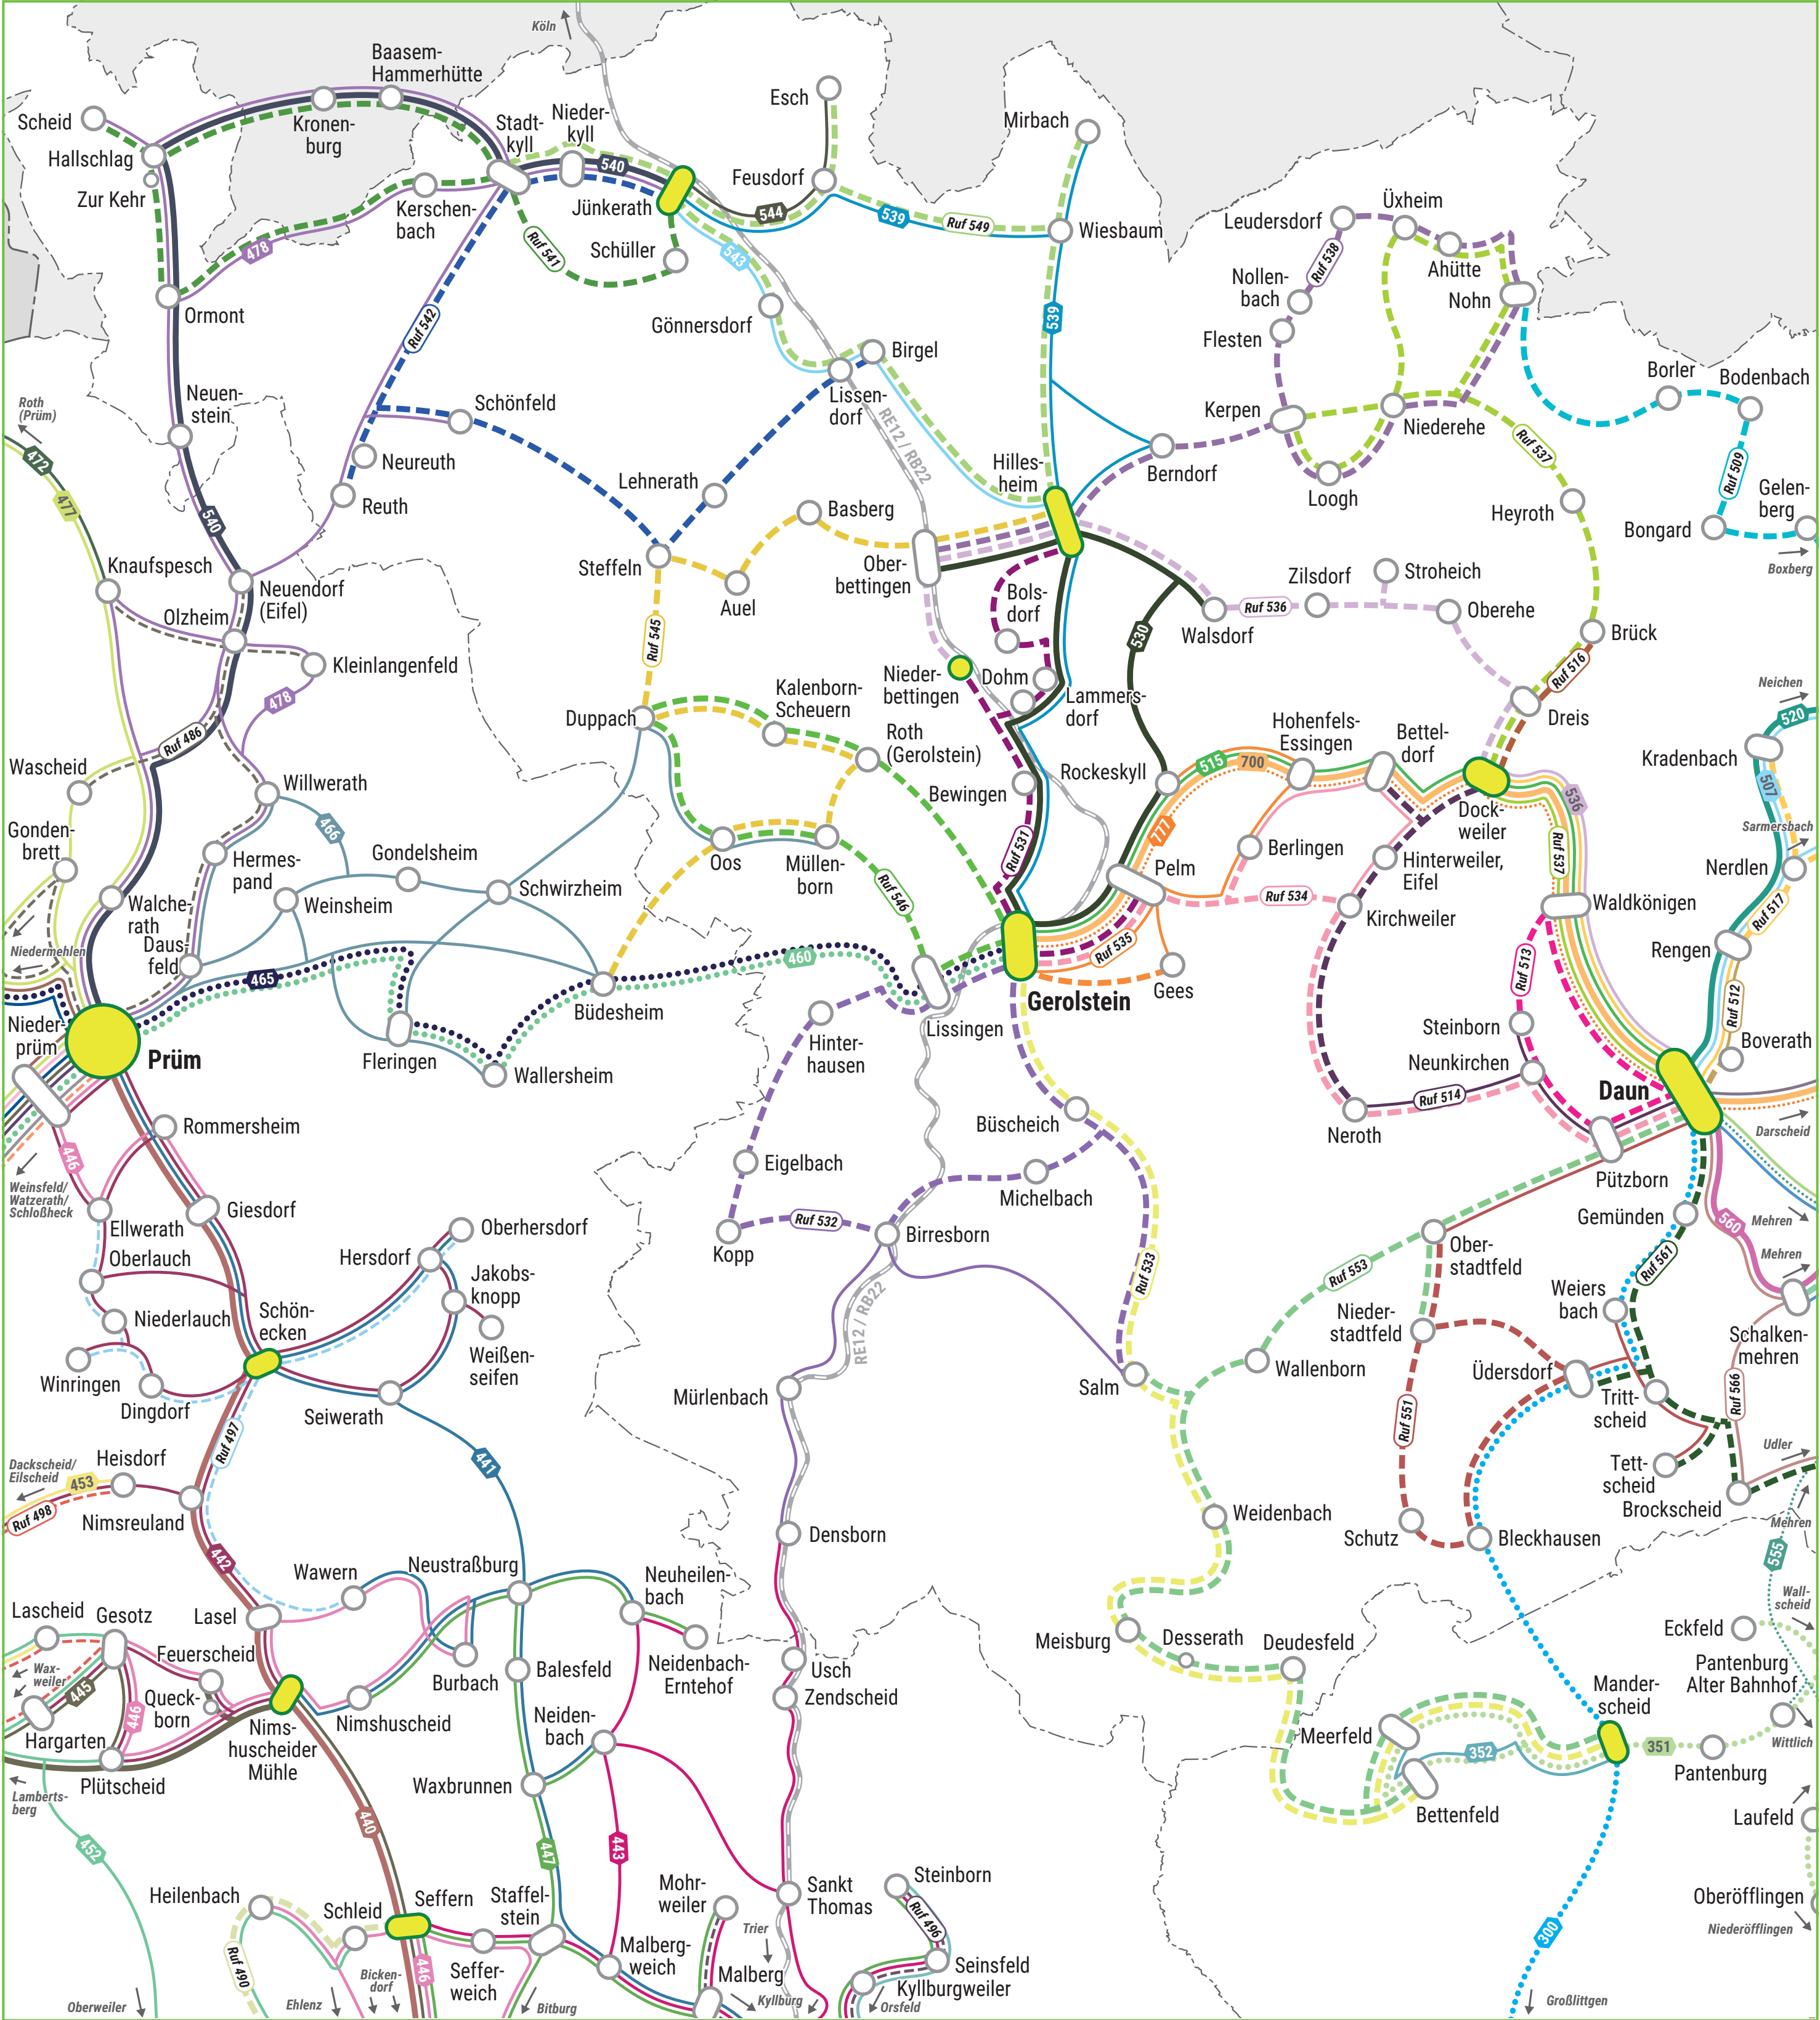 Köln
Baasem-
Hammerhütte
Scheid
Kronen-
burg
Hallschlag
Zur Kehr
Stadt-
kyll
Nieder-
kyll
540
Jünkerath
Kerschen-
bach
478
Ruf 541
Schüller
Esch
Feusdorf
544
539
Ruf 549
Mirbach
Wiesbaum
543
Gönnersdorf
Birgel
Lissen-
dorf
RE12 / RB22
539
Leudersdorf
Üxheim
Ahütte
Ruf 538
Nollen-
bach
Nohn
Flesten
Kerpen
Niederehe
Loogh
Berndorf
Ruf 537
Heyroth
Borler
Bodenbach
Ruf 509
Gelen-
berg
Bongard
Boxberg
Ormont
Ruf 542
Neuen-
stein
Roth
(Prüm)
472
477
Schönfeld
Neureuth
Reuth
540
Lehnerath
Basberg
Steffeln
Auel
Ober-
bettingen
Hilles-
heim
Bols-
dorf
Knaufspesch
Neuendorf
(Eifel)
Olzheim
Kleinlangenfeld
478
Ruf 486
Ruf 545
Nieder-
bettingen
Dohm
Lammers-
dorf
530
Walsdorf
Ruf 536
Zilsdorf
Stroheich
Oberehe
Brück
Ruf 516
Dreis
Neichen
520
Kradenbach
507
Sarmersbach
Nerdlen
Ruf 517
Rengen
Ruf 512
Boverath
Duppach
Kalenborn-
Scheuern
Roth
(Gerolstein)
Bewingen
Rockeskyll
515
700
Hohenfels-
Essingen
Bettel-
dorf
Dock-
weiler
536
Ruf 537
777
Pelm
Berlingen
Hinterweiler,
Eifel
Ruf 534
Kirchweiler
Waldkönigen
Ruf 513
Steinborn
Neunkirchen
Daun
Ruf 514
Neroth
Darscheid
Pützborn
Wascheid
Willwerath
466
Gonden-
brett
Hermes-
pand
Gondelsheim
Weinsheim
Schwirzheim
Walche-
rath
Daus-
feld
Niedermehlen
465
Oos
Müllen-
born
Ruf 546
Ruf 531
Ruf 535
Gees
Gerolstein
460
Büdesheim
Lissingen
Hinter-
hausen
Nieder-
prüm
Prüm
Fleringen
Wallersheim
Rommersheim
446
Weinsfeld/
Watzerath/
Schloßheck
Ellwerath
Giesdorf
Oberlauch
Niederlauch
Winringen
Dingdorf
Schön-
ecken
Hersdorf
Oberhersdorf
Jakobs-
knopp
Weißen-
seifen
Seiwerath
Eigelbach
Kopp
Ruf 532
Birresborn
Büscheich
Michelbach
Ruf 533
Salm
RE12 / RB22
Mürlenbach
Ruf 553
Wallenborn
Ober-
stadtfeld
Nieder-
stadtfeld
Ruf 551
Schutz
Bleckhausen
Gemünden
560
Mehren
Mehren
Ruf 561
Weiers
bach
Schalken-
mehren
Üdersdorf
Tritt-
scheid
Ruf 566
Tett-
scheid
Udler
Brockscheid
Mehren
555
Wall-
scheid
Ruf 497
441
Heisdorf
Dackscheid/
Eilscheid
453
Ruf 498
Nimsreuland
442
Densborn
Weidenbach
Wawern
Neustraßburg
Neuheilen-
bach
Lasel
Lascheid
Gesotz
Feuerscheid
Wax-
weiler
445
Queck-
born
446
Hargarten
Plütscheid
Nims-
huscheider
Mühle
Nimshuscheid
Burbach
Balesfeld
Neidenbach-
Erntehof
Neiden-
bach
Waxbrunnen
Usch
Zendscheid
Meisburg
Desserath
Deudesfeld
Eckfeld
Pantenburg
Alter Bahnhof
Mander-
scheid
Meerfeld
352
351
Wittlich
Pantenburg
Bettenfeld
Laufeld
Lamberts-
berg
452
440
447
443
300
Heilenbach
Schleid
Seffern
Staffel-
stein
Ruf 490
446
Seffer-
weich
Malberg-
weich
Mohr-
weiler
Trier
Malberg
Kyllburg
Sankt
Thomas
Steinborn
Ruf 496
Seinsfeld
Kyllburgweiler
Orsfeld
Oberöfflingen
Niederöfflingen
Oberweiler
Ehlenz
Bicken-
dorf
Bitburg
Großlittgen